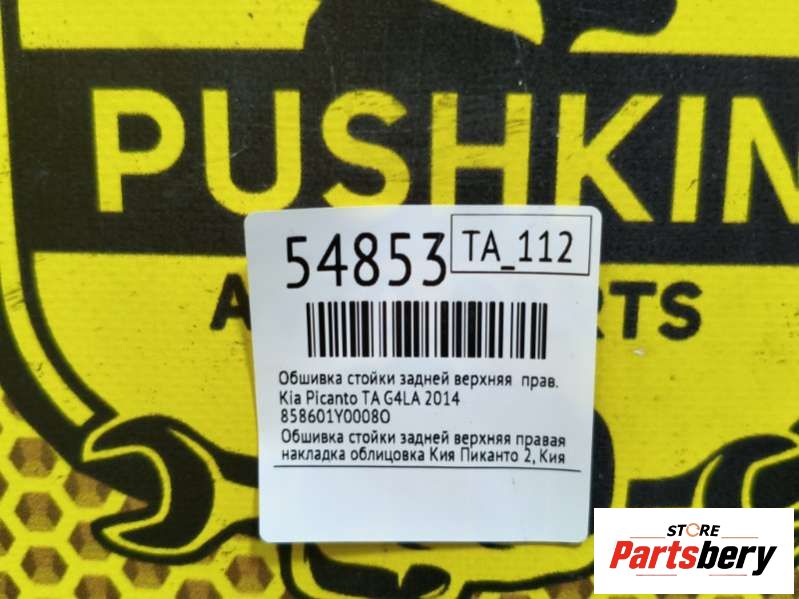 PUSHKIN
A RTS
54853 TA_112
Обшивка стойки задней верхняя прав.
Kia Picanto TA G4LA 2014
858601Y0008O
Обшивка стойки задней верхняя правая
накладка облицовка Кия Пиканто 2, Кия
STORE
Partsbery